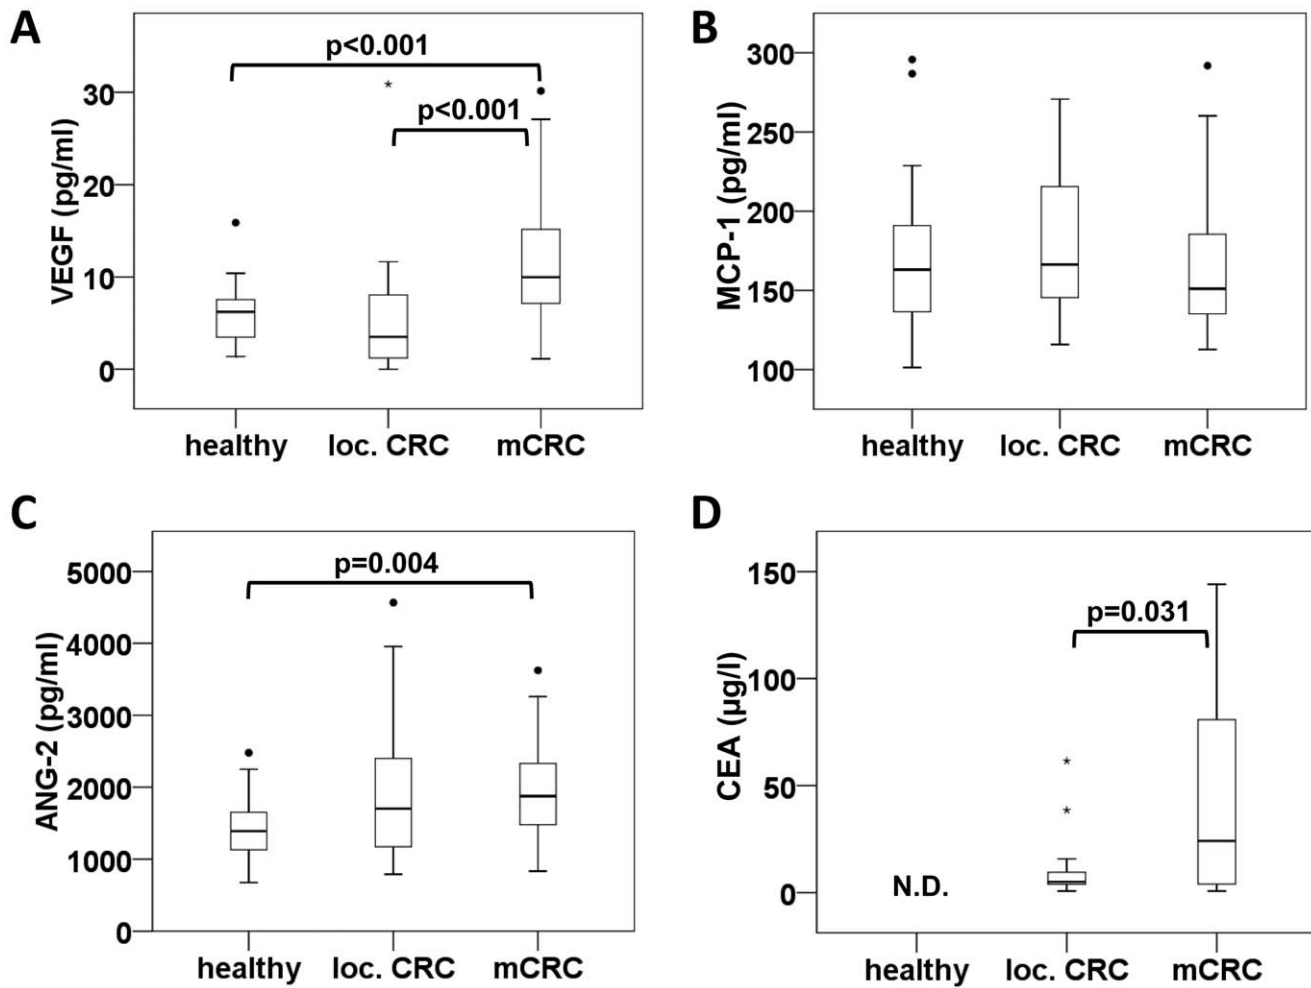 A
p<0.001
p<0.001
VEGF (pg/ml)
30
20
10
0
healthy loc. CRC mCRC
B
MCP-1 (pg/ml)
300
250
200
150
100
healthy loc. CRC mCRC
C
p=0.004
ANG-2 (pg/ml)
5000
4000
3000
2000
1000
0
healthy loc. CRC mCRC
D
p=0.031
CEA (µg/l)
150
100
50
0
N.D.
healthy loc. CRC mCRC